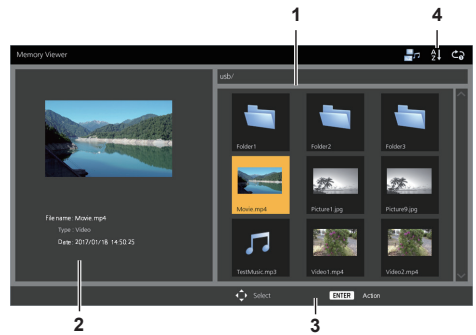 1
4
Memory Viewer
usb/
Folder1
Folder2
Folder3
Movie.mp4
Picture1.jpg
Picture9.jpg
TestMusic.mp3
Video1.mp4
Video2.mp4
File name : Movie.mp4
Type : Video
Date : 2017/01/18 14:50:25
Select
ENTER Action
2
3